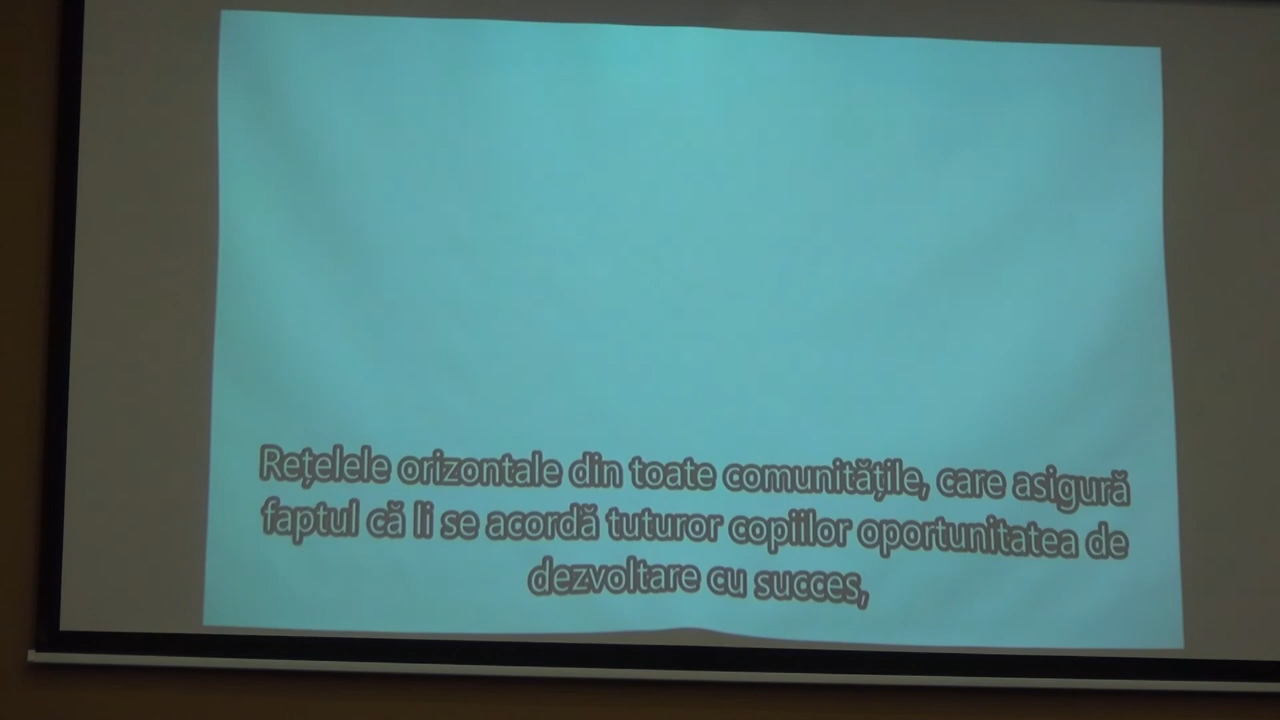 Rețelele orizontale din toate comunitățile, care asigură
faptul că li se acordă tuturor copiilor oportunitatea de
dezvoltare cu succes,